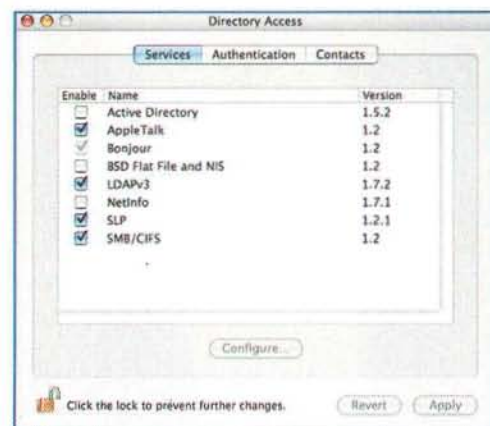 Directory Access
Services Authentication Contacts
Enable Name Version
Active Directory 1.5.2
AppleTalk 1.2
Bonjour 1.2
BSD Flat File and NIS 1.2
LDAPv3 1.7.2
NetInfo 1.7.1
SLP 1.2.1
SMB/CIFS 1.2
Configure...
Click the lock to prevent further changes. Revert Apply